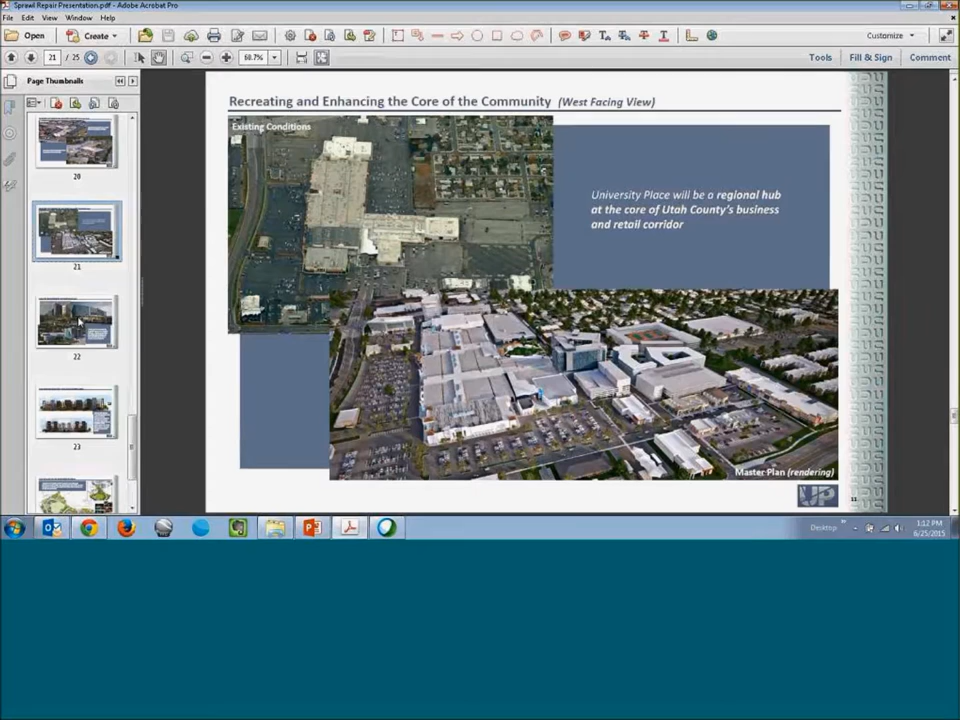 Sprawl Repair Presentation.pdf - Adobe Acrobat Pro
File Edit View Window Help
Open Create Customize
21 / 25 60.7% Tools Fill & Sign Comment
Page Thumbnails
20
21
22
23
Recreating and Enhancing the Core of the Community (West Facing View)
Existing Conditions
University Place will be a regional hub
at the core of Utah County's business
and retail corridor
Master Plan (rendering)
UP
11
Desktop
1:12 PM
6/25/2015